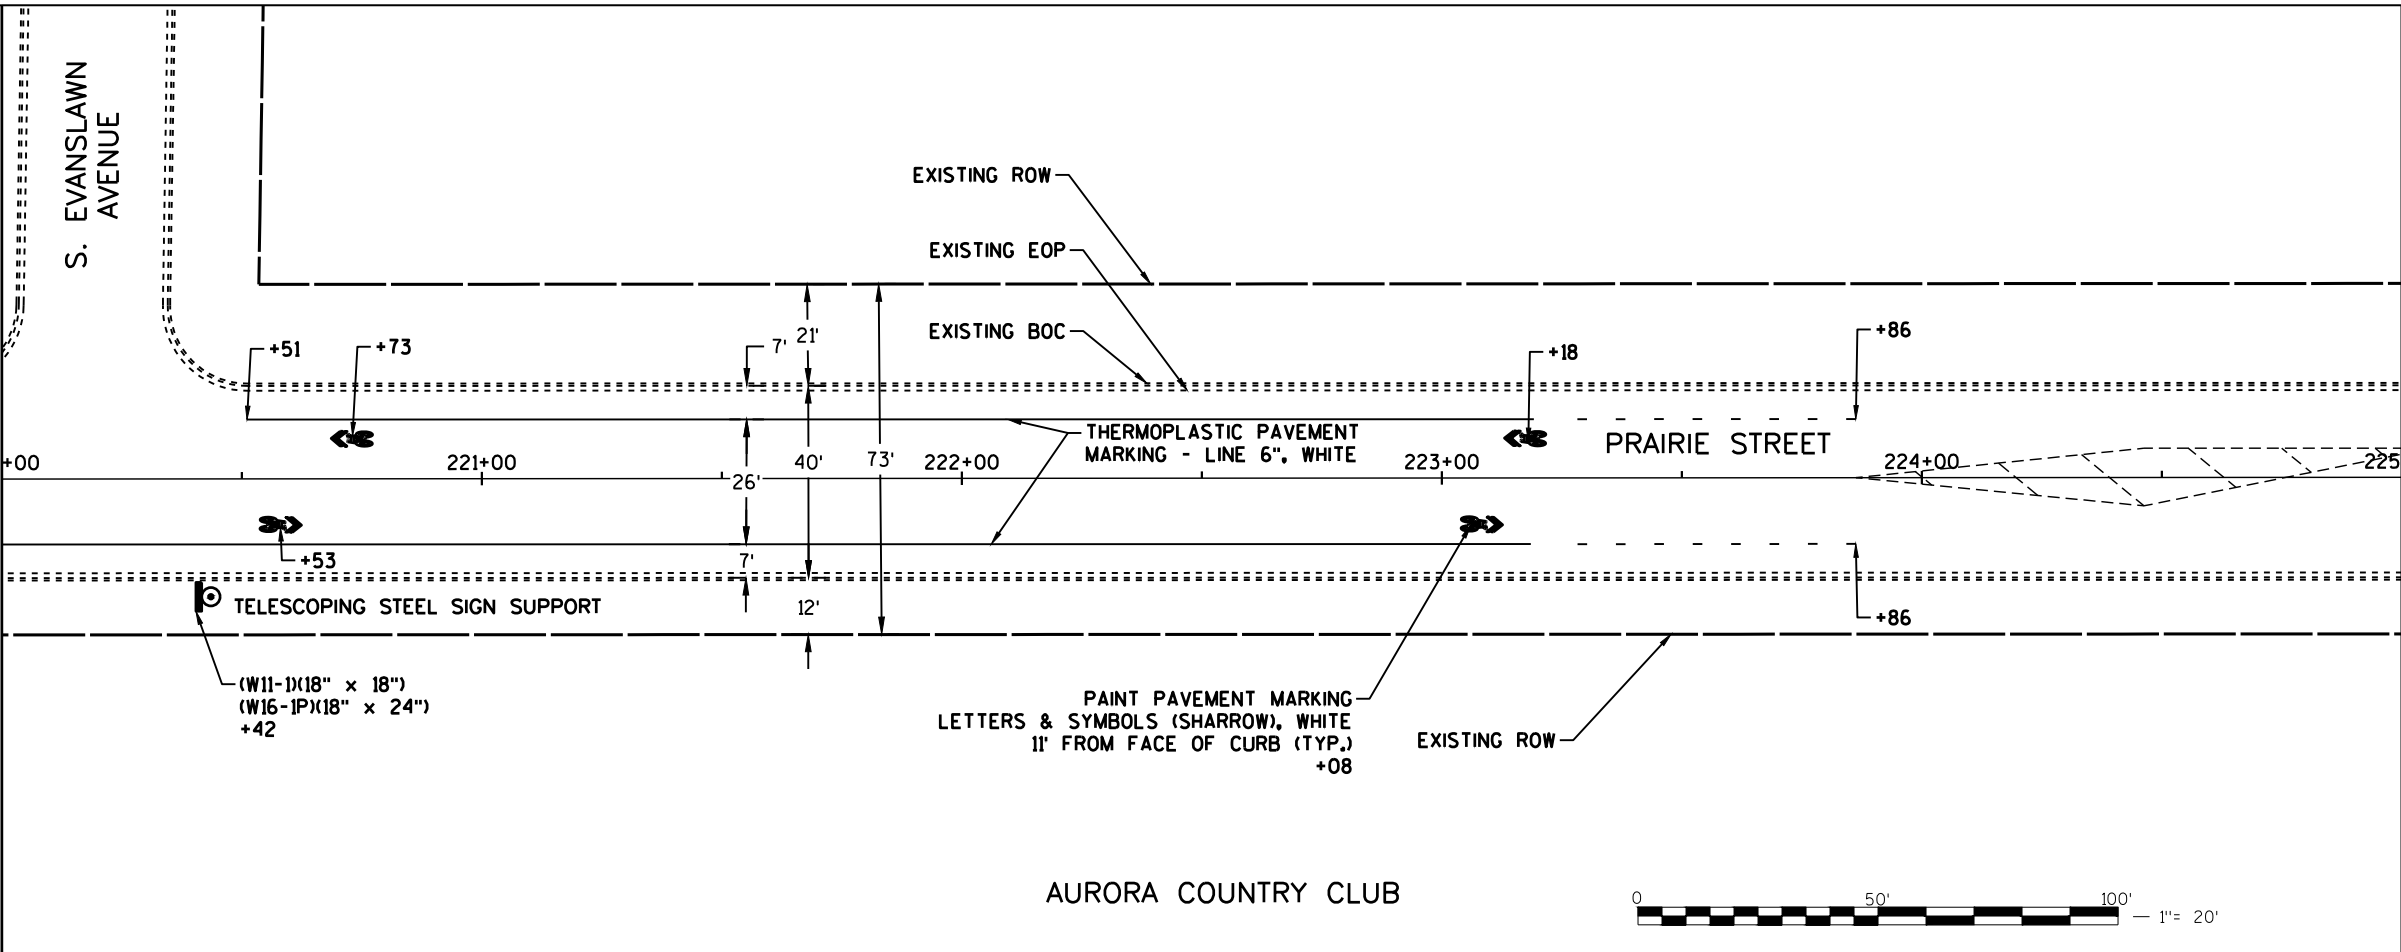 S. EVANSLAWN
AVENUE
EXISTING ROW
EXISTING EOP
EXISTING BOC
+51
+73
7'
21'
+18
+86
THERMOPLASTIC PAVEMENT
MARKING - LINE 6", WHITE
PRAIRIE STREET
+00
221+00
26'
40'
73'
222+00
223+00
224+00
225
+53
7'
TELESCOPING STEEL SIGN SUPPORT
12'
+86
(W11-1)(18" x 18")
(W16-1P)(18" x 24")
+42
PAINT PAVEMENT MARKING
LETTERS & SYMBOLS (SHARROW), WHITE
11' FROM FACE OF CURB (TYP.)
+08
EXISTING ROW
AURORA COUNTRY CLUB
0
50'
100'
1"= 20'